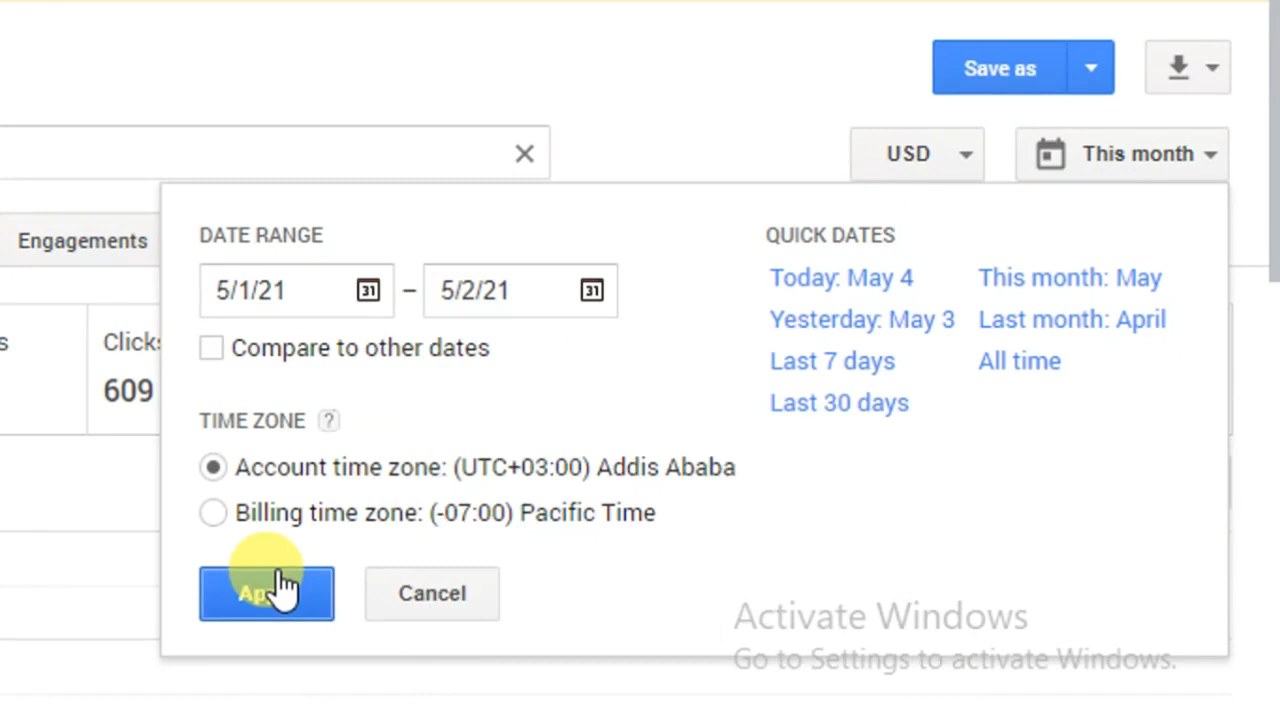 Save as
USD
This month
Engagements
DATE RANGE
5/1/21
31
–
5/2/21
31
Compare to other dates
TIME ZONE ?
Account time zone: (UTC+03:00) Addis Ababa
Billing time zone: (-07:00) Pacific Time
Cancel
QUICK DATES
Today: May 4
This month: May
Yesterday: May 3
Last month: April
Last 7 days
All time
Last 30 days
609
Activate Windows
Go to Settings to activate Windows.